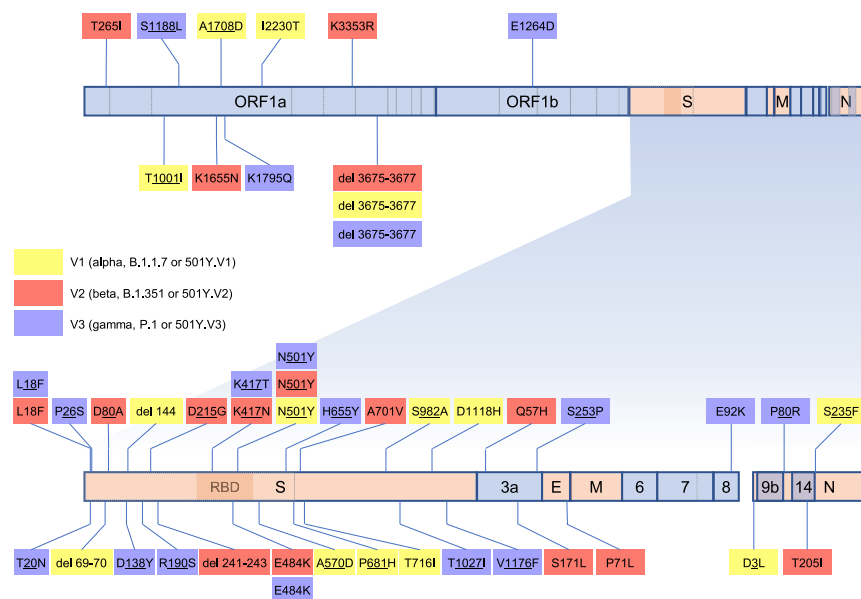 T265I S1188L A1708D I2230T K3353R E1264D
ORF1a ORF1b S M N
T1001I K1655N K1795Q del 3675-3677
del 3675-3677
del 3675-3677
V1 (alpha, B.1.1.7 or 501Y.V1)
V2 (beta, B.1.351 or 501Y.V2)
V3 (gamma, P.1 or 501Y.V3)
N501Y
L18F K417T N501Y
L18F P26S D80A del 144 D215G K417N N501Y H655Y A701V S982A D1118H Q57H S253P E92K P80R S235F
RBD S 3a E M 6 7 8 9b 14 N
T20N del 69-70 D138Y R190S del 241-243 E484K A570D P681H T716I T1027I V1176F S171L P71L D3L T205I
E484K